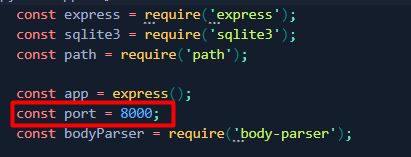 const express = require('express');
const sqlite3 = require('sqlite3');
const path = require('path');
const app = express();
const port = 8000;
const bodyParser = require('body-parser');